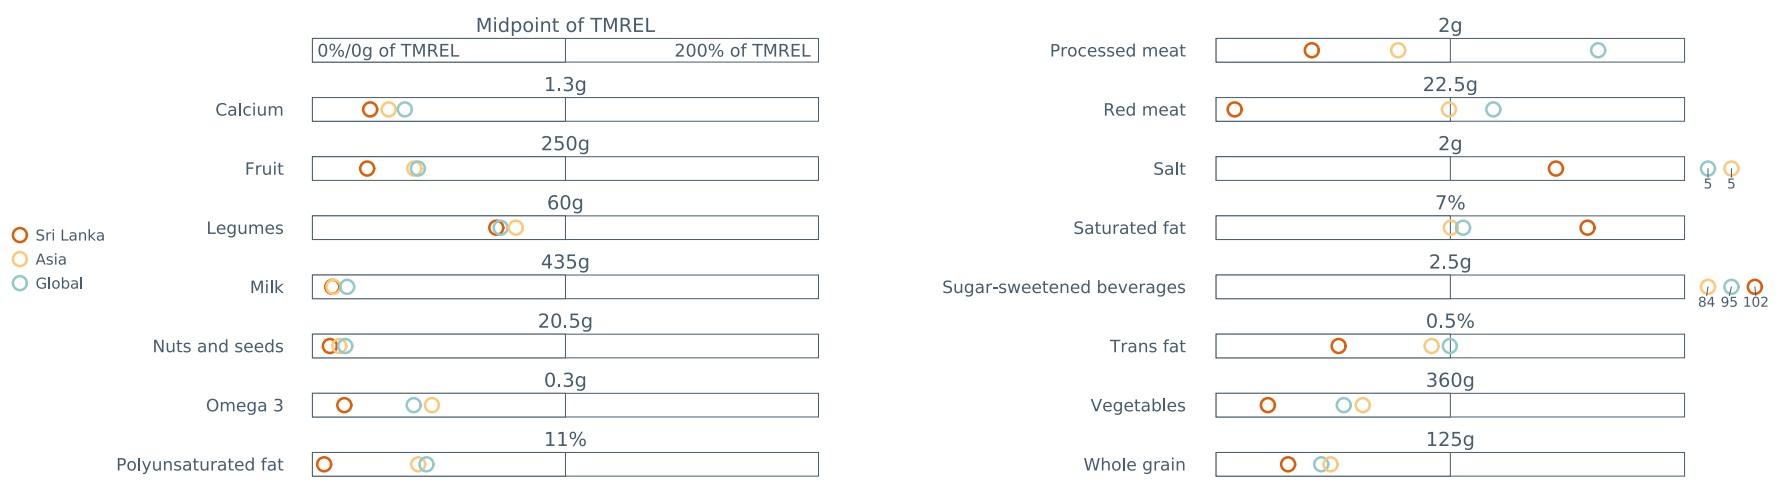 Midpoint of TMREL
0%/0g of TMREL
200% of TMREL
1.3g
Calcium
250g
Fruit
60g
Legumes
435g
Milk
20.5g
Nuts and seeds
0.3g
Omega 3
11%
Polyunsaturated fat
Sri Lanka
Asia
Global
2g
Processed meat
22.5g
Red meat
2g
Salt
5 5
7%
Saturated fat
2.5g
Sugar-sweetened beverages
84 95 102
0.5%
Trans fat
360g
Vegetables
125g
Whole grain